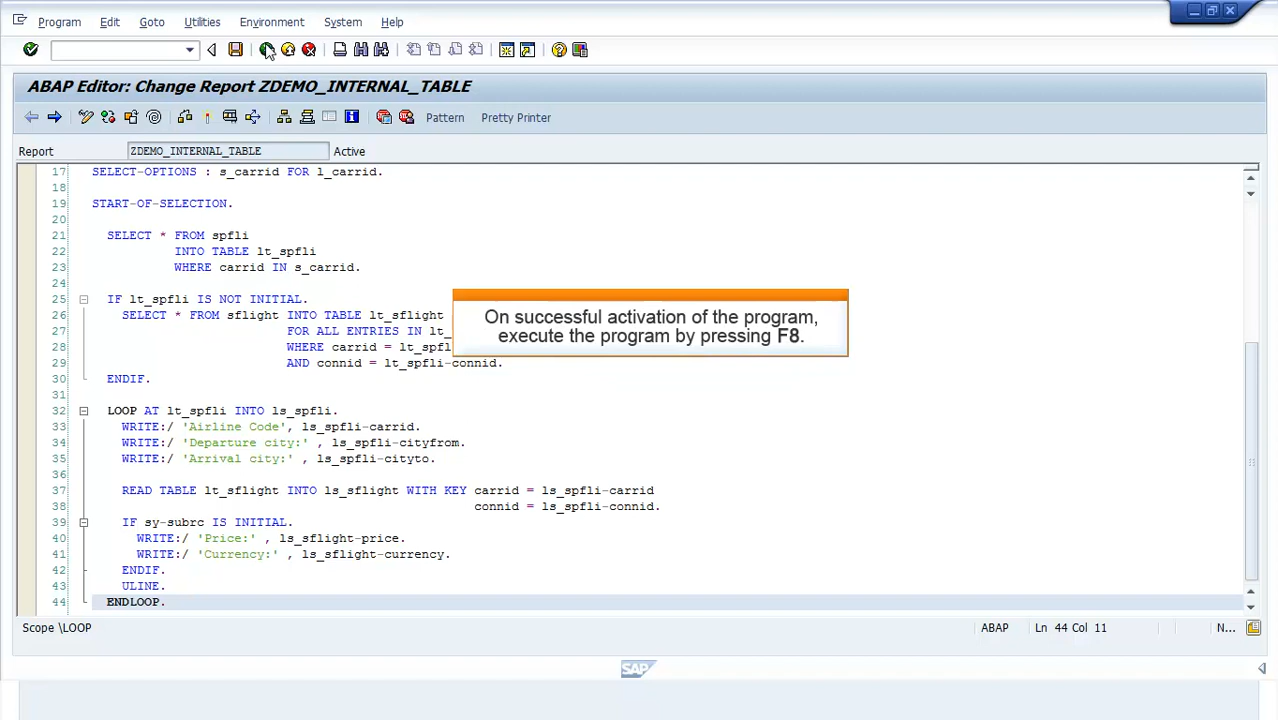 Program Edit Goto Utilities Environment System Help
ABAP Editor: Change Report ZDEMO_INTERNAL_TABLE
Pattern Pretty Printer
Report ZDEMO_INTERNAL_TABLE Active
17 SELECT-OPTIONS : s_carrid FOR l_carrid.
18
19 START-OF-SELECTION.
20
21 SELECT * FROM spfli
22 INTO TABLE lt_spfli
23 WHERE carrid IN s_carrid.
24
25 IF lt_spfli IS NOT INITIAL.
26 SELECT * FROM sflight INTO TABLE lt_sflight
27 FOR ALL ENTRIES IN lt_
28 WHERE carrid = lt_spfl
29 AND connid = lt_spfli-connid.
30 ENDIF.
31
32 LOOP AT lt_spfli INTO ls_spfli.
33 WRITE:/ 'Airline Code', ls_spfli-carrid.
34 WRITE:/ 'Departure city:' , ls_spfli-cityfrom.
35 WRITE:/ 'Arrival city:' , ls_spfli-cityto.
36
37 READ TABLE lt_sflight INTO ls_sflight WITH KEY carrid = ls_spfli-carrid
38 connid = ls_spfli-connid.
39 IF sy-subrc IS INITIAL.
40 WRITE:/ 'Price:' , ls_sflight-price.
41 WRITE:/ 'Currency:' , ls_sflight-currency.
42 ENDIF.
43 ULINE.
44 ENDLOOP.
On successful activation of the program,
execute the program by pressing F8.
Scope \LOOP ABAP Ln 44 Col 11 N...
SAP